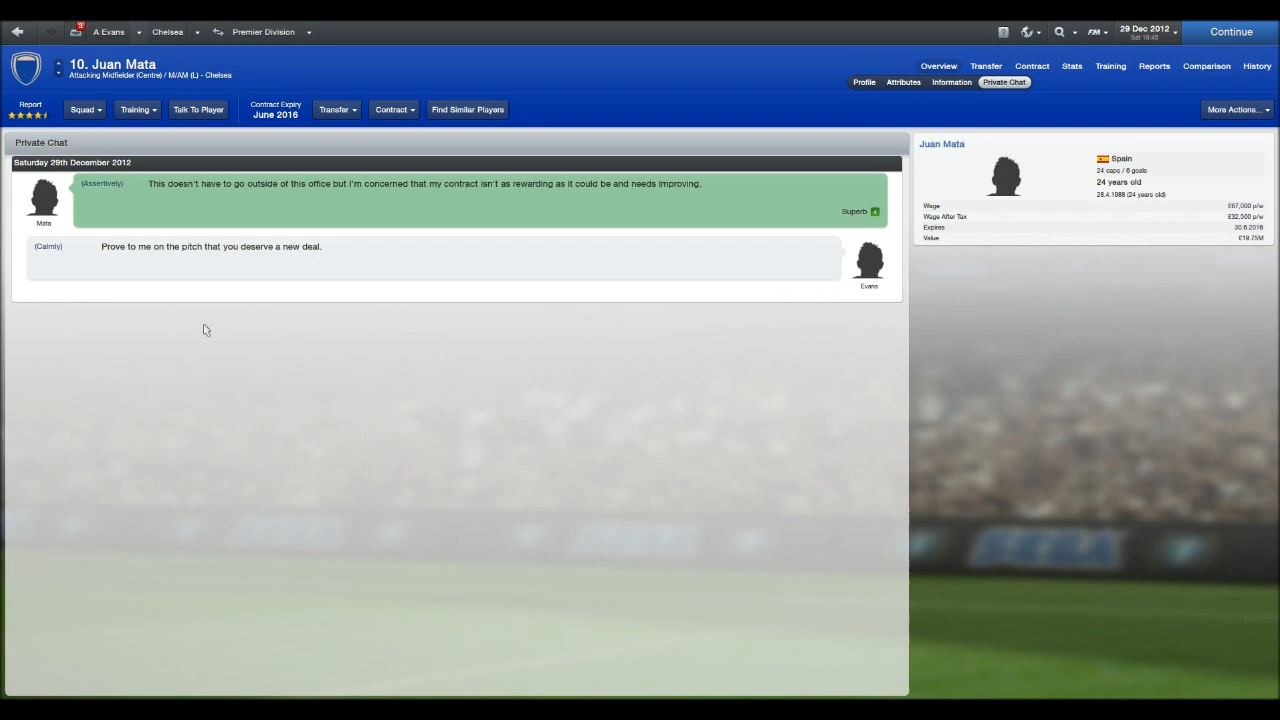 3
A Evans
Chelsea
Premier Division
FM
29 Dec 2012
Sat 18:45
Continue
10. Juan Mata
Attacking Midfielder (Centre) / M/AM (L) - Chelsea
Overview Transfer Contract Stats Training Reports Comparison History
Profile Attributes Information Private Chat
Report
Squad
Training
Talk To Player
Contract Expiry
June 2016
Transfer
Contract
Find Similar Players
More Actions...
Private Chat
Saturday 29th December 2012
(Assertively) This doesn't have to go outside of this office but I'm concerned that my contract isn't as rewarding as it could be and needs improving.
Superb
Mata
(Calmly) Prove to me on the pitch that you deserve a new deal.
Evans
Juan Mata
Spain
24 caps / 6 goals
24 years old
28.4.1988 (24 years old)
Wage £67,000 p/w
Wage After Tax £32,500 p/w
Expires 30.6.2016
Value £19.75M
SEGA
SEGA
SEGA